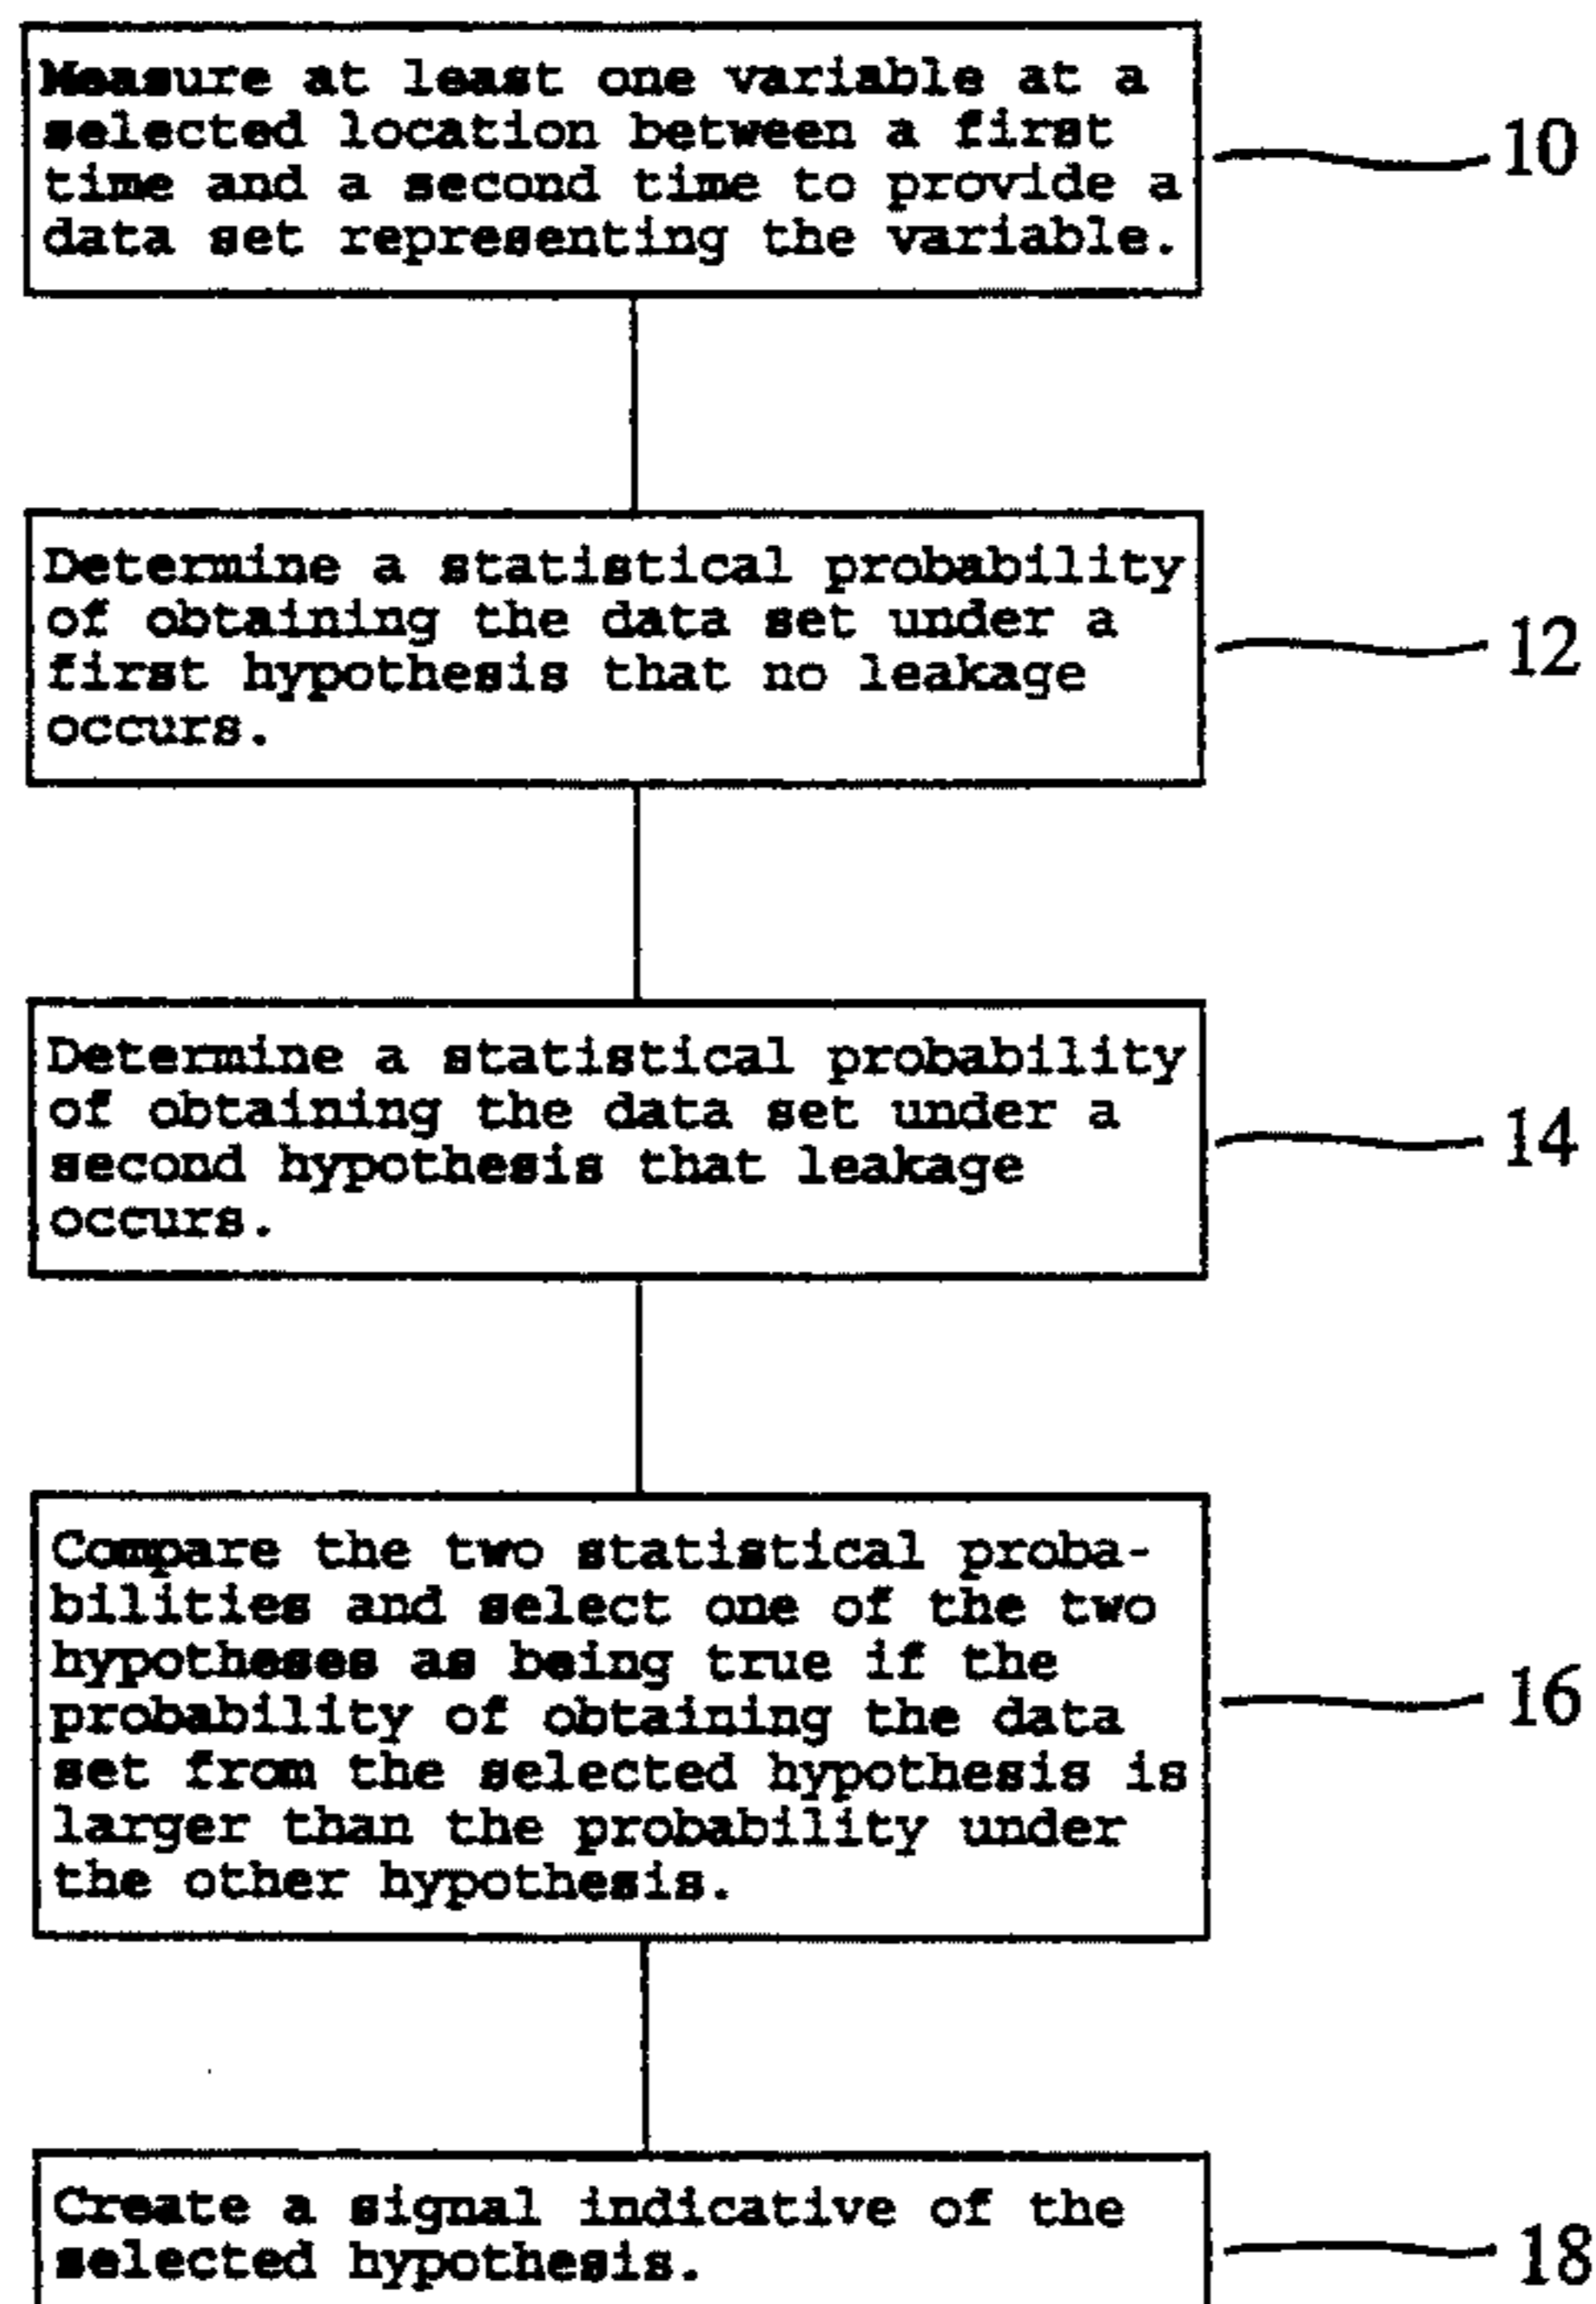 Measure at least one variable at a
selected location between a first
time and a second time to provide a
data set representing the variable.
10
Determine a statistical probability
of obtaining the data set under a
first hypothesis that no leakage
occurs.
12
Determine a statistical probability
of obtaining the data set under a
second hypothesis that leakage
occurs.
14
Compare the two statistical proba-
bilities and select one of the two
hypotheses as being true if the
probability of obtaining the data
set from the selected hypothesis is
larger than the probability under
the other hypothesis.
16
Create a signal indicative of the
selected hypothesis.
18